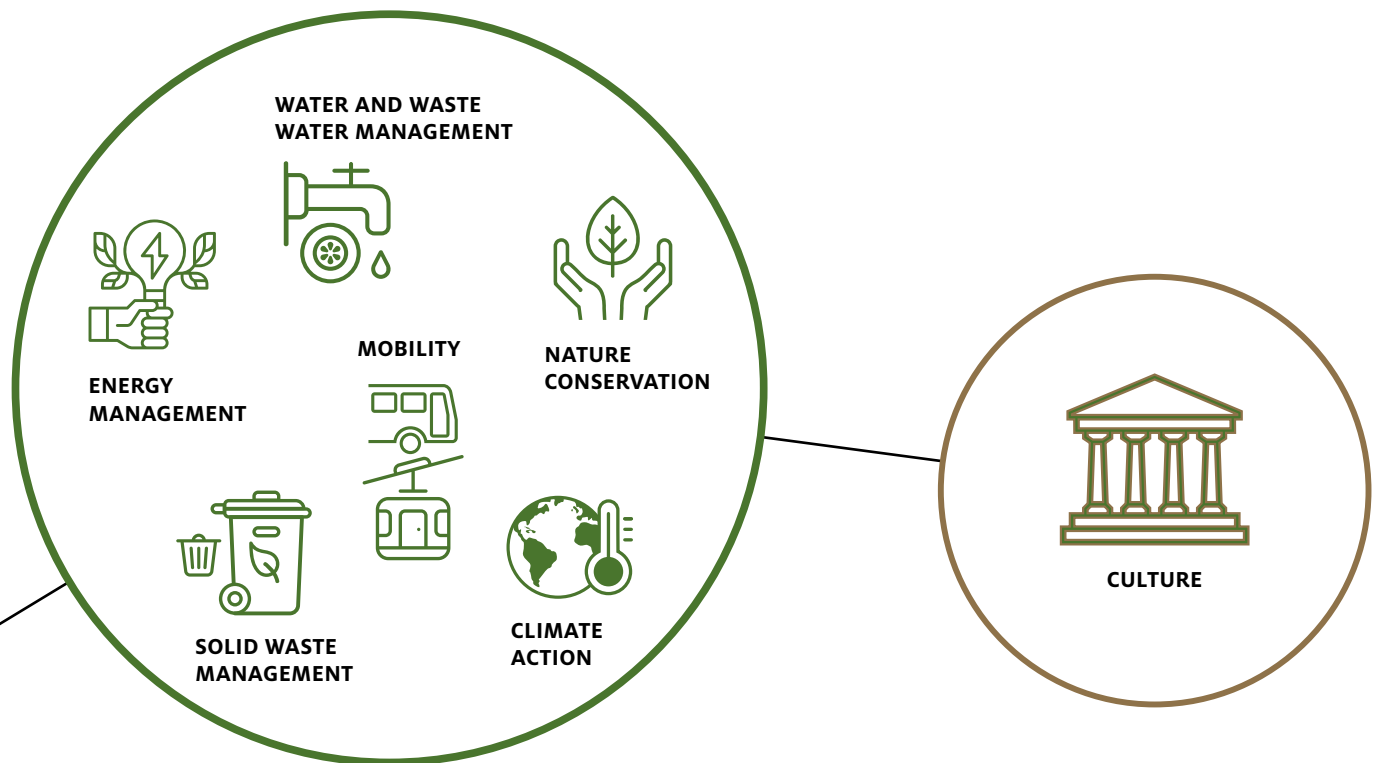 WATER AND WASTE
WATER MANAGEMENT
ENERGY
MANAGEMENT
MOBILITY
NATURE
CONSERVATION
SOLID WASTE
MANAGEMENT
CLIMATE
ACTION
CULTURE